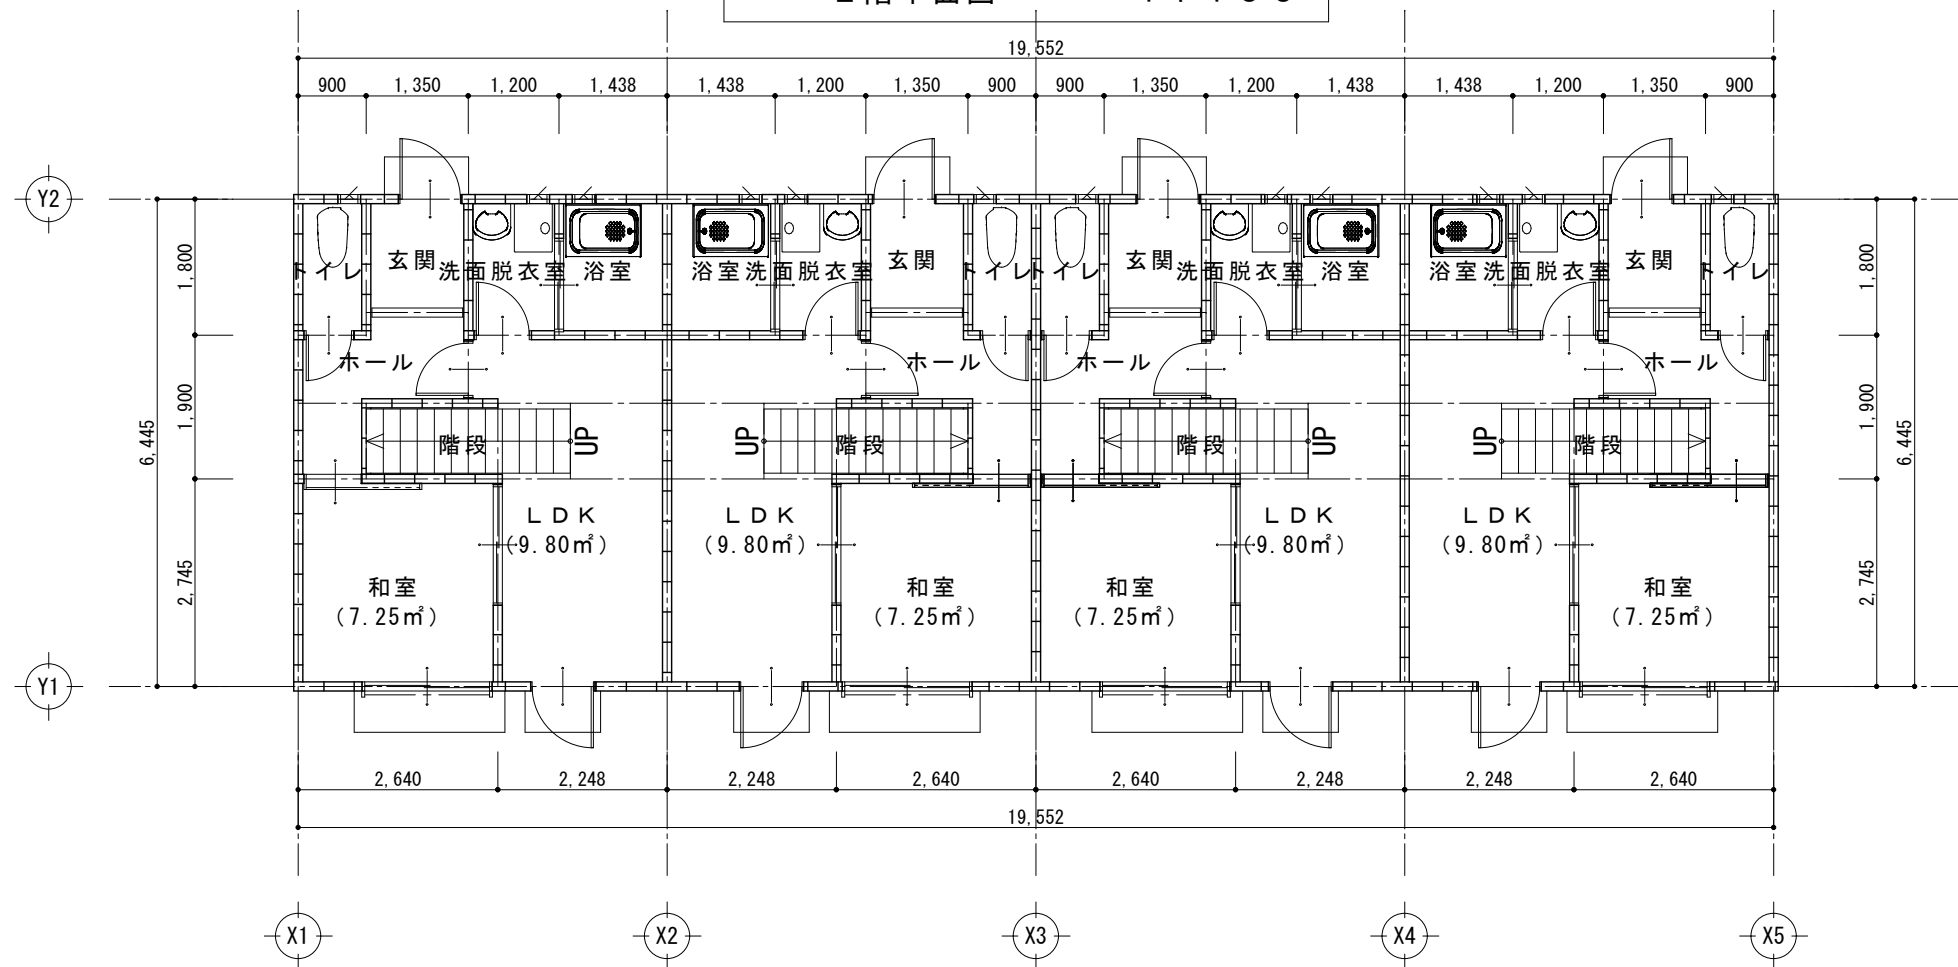 2階平面図 1/100
19,552
900 1,350 1,200 1,438 1,438 1,200 1,350 900 900 1,350 1,200 1,438 1,438 1,200 1,350 900
Y2
1,800 1,800
玄関 玄関 玄関 玄関
トイレ 洗面脱衣室 浴室 浴室 洗面脱衣室 トイレ トイレ 洗面脱衣室 浴室 浴室 洗面脱衣室 トイレ
ホール ホール ホール ホール
1,900 1,900
6,445 6,445
階段 UP UP 階段 階段 UP UP 階段
LDK LDK LDK LDK
(9.80㎡) (9.80㎡) (9.80㎡) (9.80㎡)
2,745 2,745
和室 和室 和室 和室
(7.25㎡) (7.25㎡) (7.25㎡) (7.25㎡)
Y1
2,640 2,248 2,248 2,640 2,640 2,248 2,248 2,640
19,552
X1 X2 X3 X4 X5